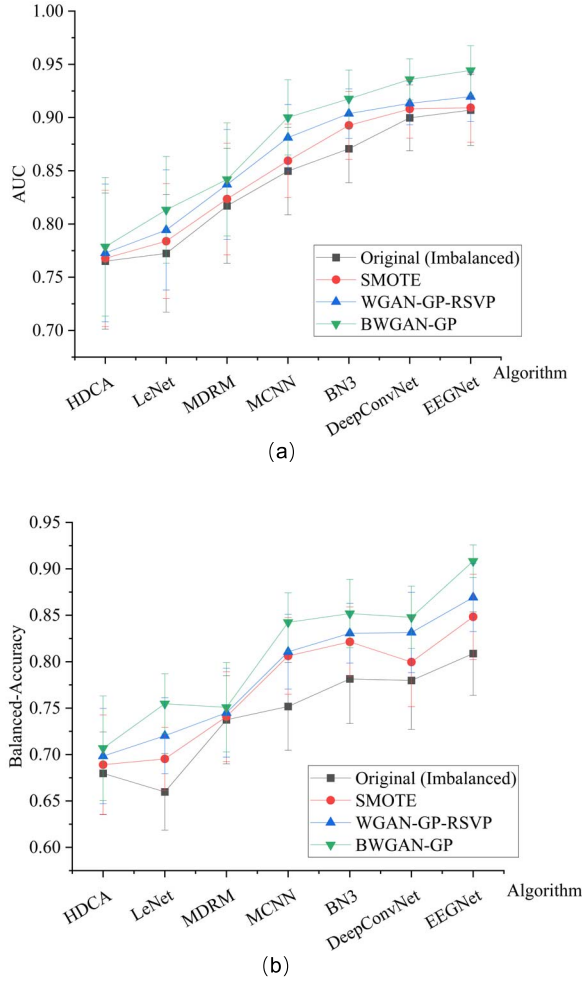 AUC
1.00
0.95
0.90
0.85
0.80
0.75
0.70
Original (Imbalanced)
SMOTE
WGAN-GP-RSVP
BWGAN-GP
HDCA
LeNet
MDRM
MCNN
BN3
DeepConvNet
EEGNet
Algorithm
(a)
Balanced-Accuracy
0.95
0.90
0.85
0.80
0.75
0.70
0.65
0.60
Original (Imbalanced)
SMOTE
WGAN-GP-RSVP
BWGAN-GP
HDCA
LeNet
MDRM
MCNN
BN3
DeepConvNet
EEGNet
Algorithm
(b)